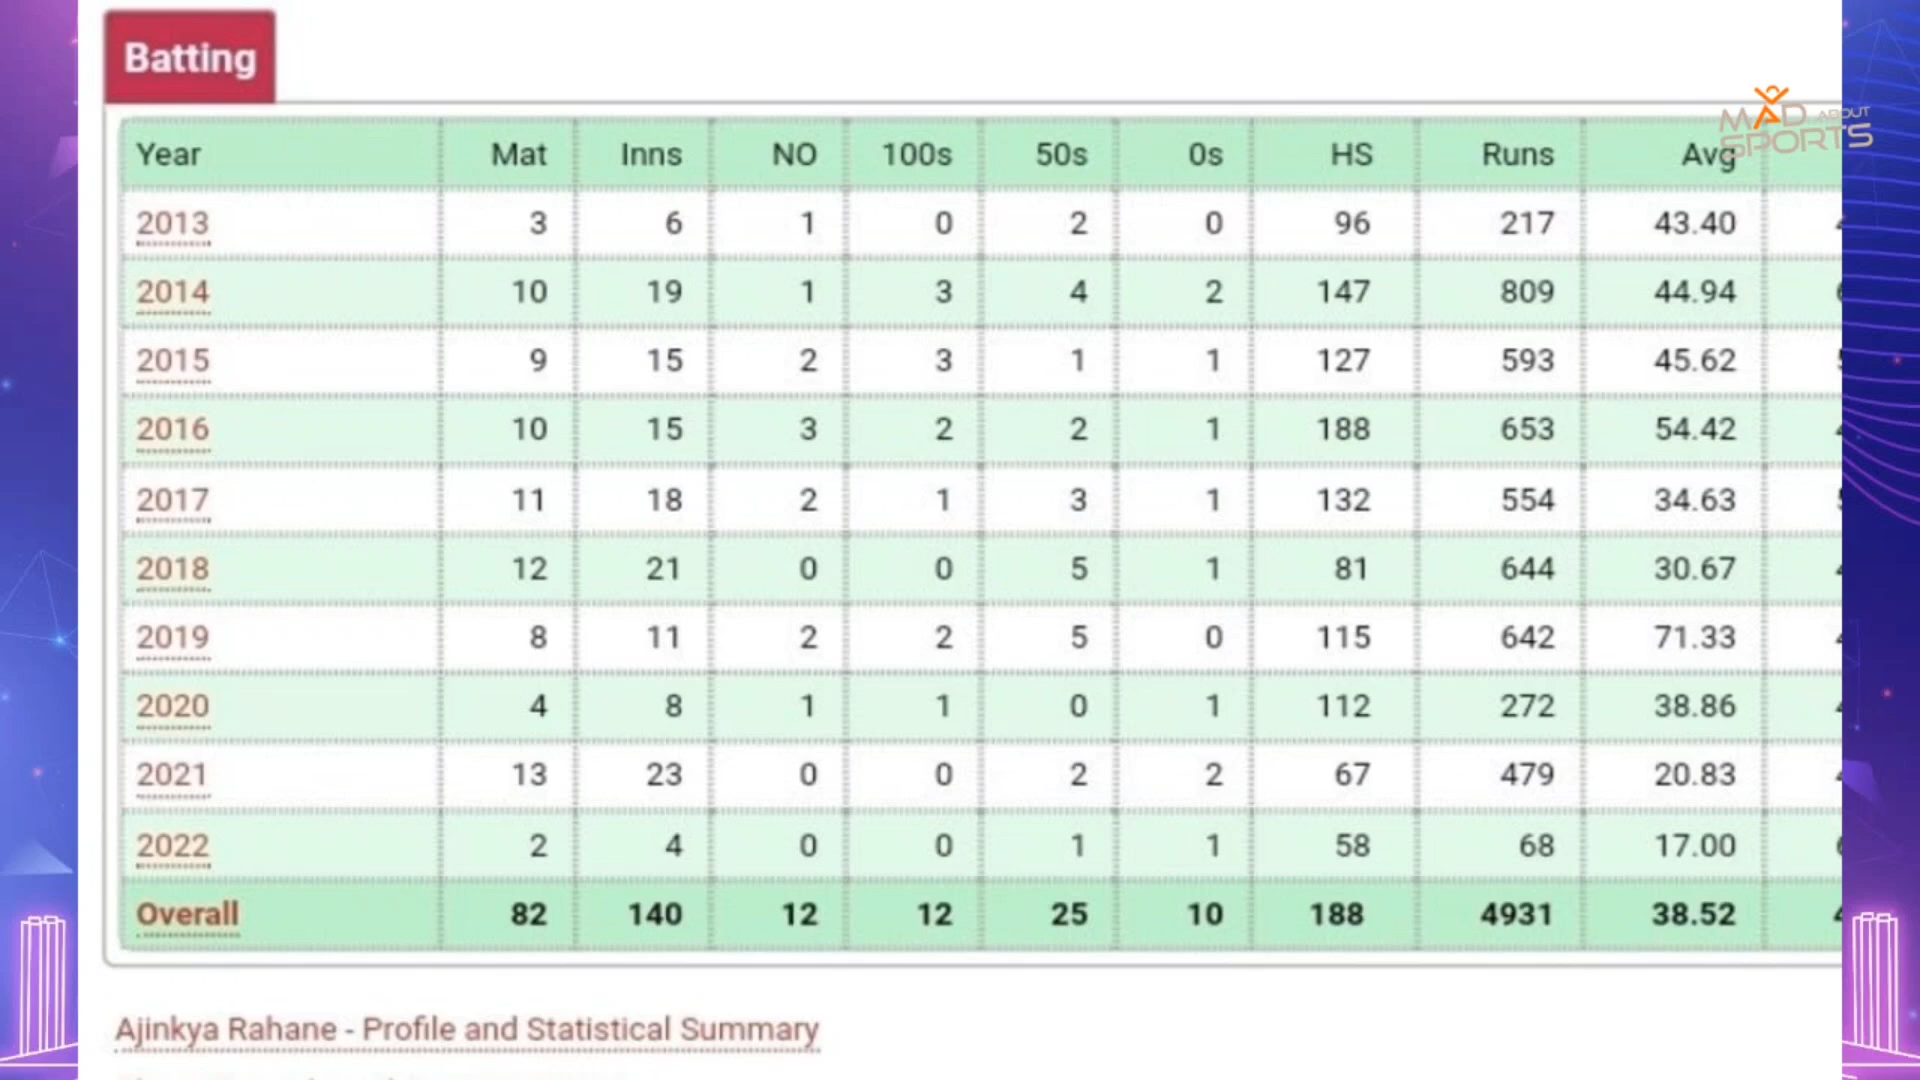 Batting
MAD ABOUT SPORTS
Year Mat Inns NO 100s 50s 0s HS Runs Avg
2013 3 6 1 0 2 0 96 217 43.40
2014 10 19 1 3 4 2 147 809 44.94
2015 9 15 2 3 1 1 127 593 45.62
2016 10 15 3 2 2 1 188 653 54.42
2017 11 18 2 1 3 1 132 554 34.63
2018 12 21 0 0 5 1 81 644 30.67
2019 8 11 2 2 5 0 115 642 71.33
2020 4 8 1 1 0 1 112 272 38.86
2021 13 23 0 0 2 2 67 479 20.83
2022 2 4 0 0 1 1 58 68 17.00
Overall 82 140 12 12 25 10 188 4931 38.52
Ajinkya Rahane - Profile and Statistical Summary